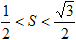 1/2 < S < √3/2